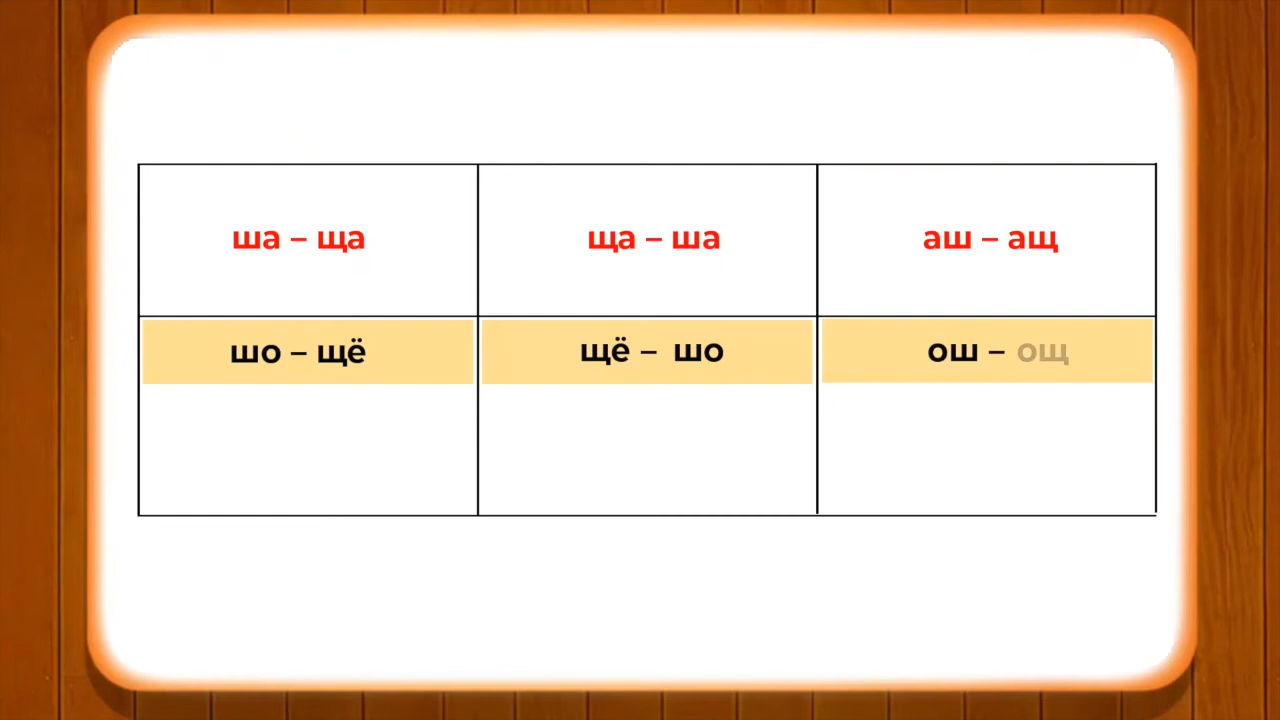 ша – ща
ща – ша
аш – ащ
шо – щё
щё – шо
ош – ощ